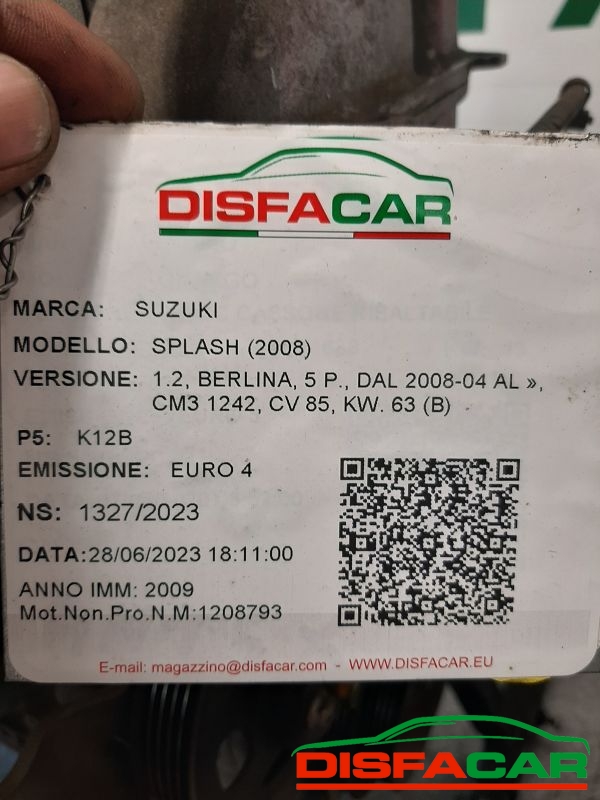 DISFACAR
MARCA: SUZUKI
MODELLO: SPLASH (2008)
VERSIONE: 1.2, BERLINA, 5 P., DAL 2008-04 AL »,
CM3 1242, CV 85, KW. 63 (B)
P5: K12B
EMISSIONE: EURO 4
NS: 1327/2023
DATA:28/06/2023 18:11:00
ANNO IMM: 2009
Mot.Non.Pro.N.M:1208793
E-mail: magazzino@disfacar.com - WWW.DISFACAR.EU
DISFACAR